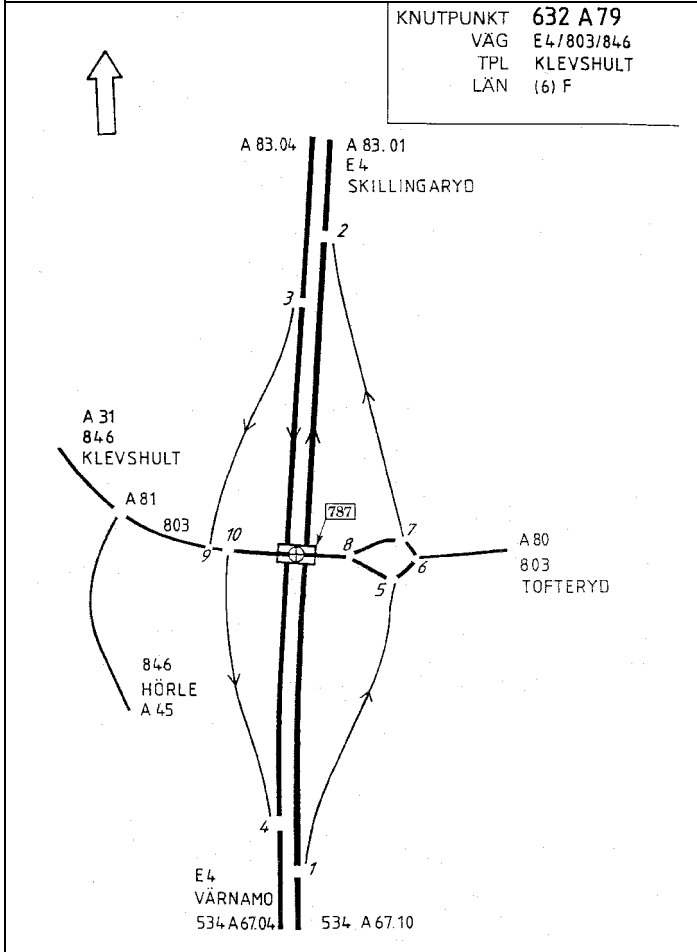 KNUTPUNKT 632 A79
VÄG E4/803/846
TPL KLEVSHULT
LÄN (6) F
A 83.04
A 83.01
E4
SKILLINGARYD
2
3
A 31
846
KLEVSHULT
A 81
803
9
10
787
8
7
6
5
A 80
803
TOFTERYD
846
HÖRLE
A 45
4
1
E4
VÄRNAMO
534 A67.04
534 A67.10